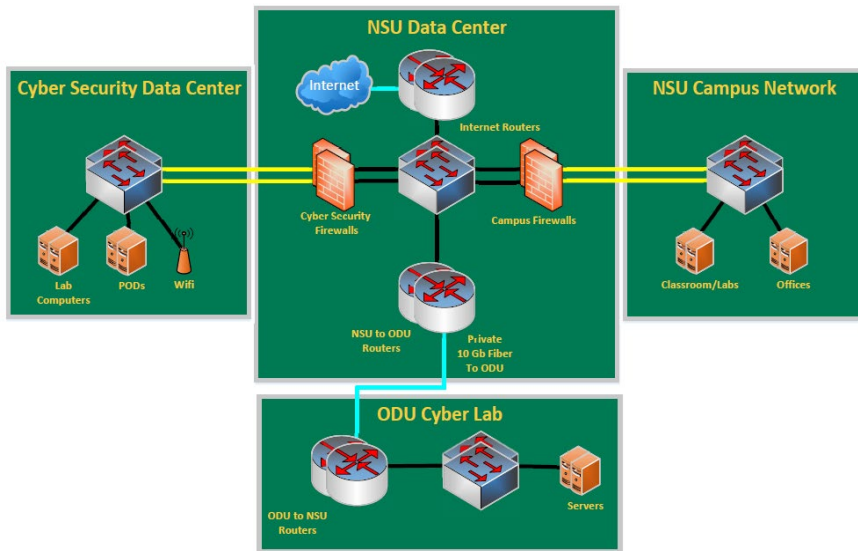 NSU Data Center
Internet
Internet Routers
Cyber Security Data Center
NSU Campus Network
Cyber Security
Firewalls
Campus Firewalls
Lab
Computers
PODs
Wifi
Classroom/Labs
Offices
NSU to ODU
Routers
Private
10 Gb Fiber
To ODU
ODU Cyber Lab
ODU to NSU
Routers
Servers